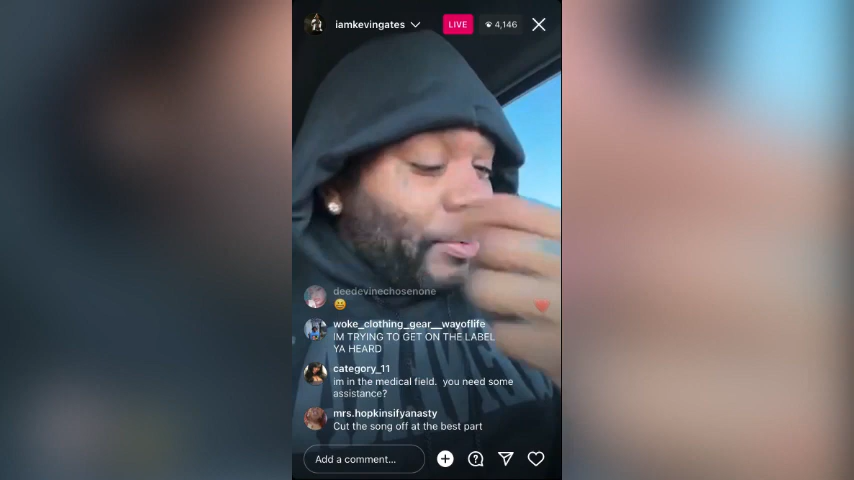 iamkevingates
LIVE
4,146
deedevinechosenone
woke_clothing_gear__wayoflife
IM TRYING TO GET ON THE LABEL
YA HEARD
category_11
im in the medical field. you need some
assistance?
mrs.hopkinsifyanasty
Cut the song off at the best part
Add a comment...